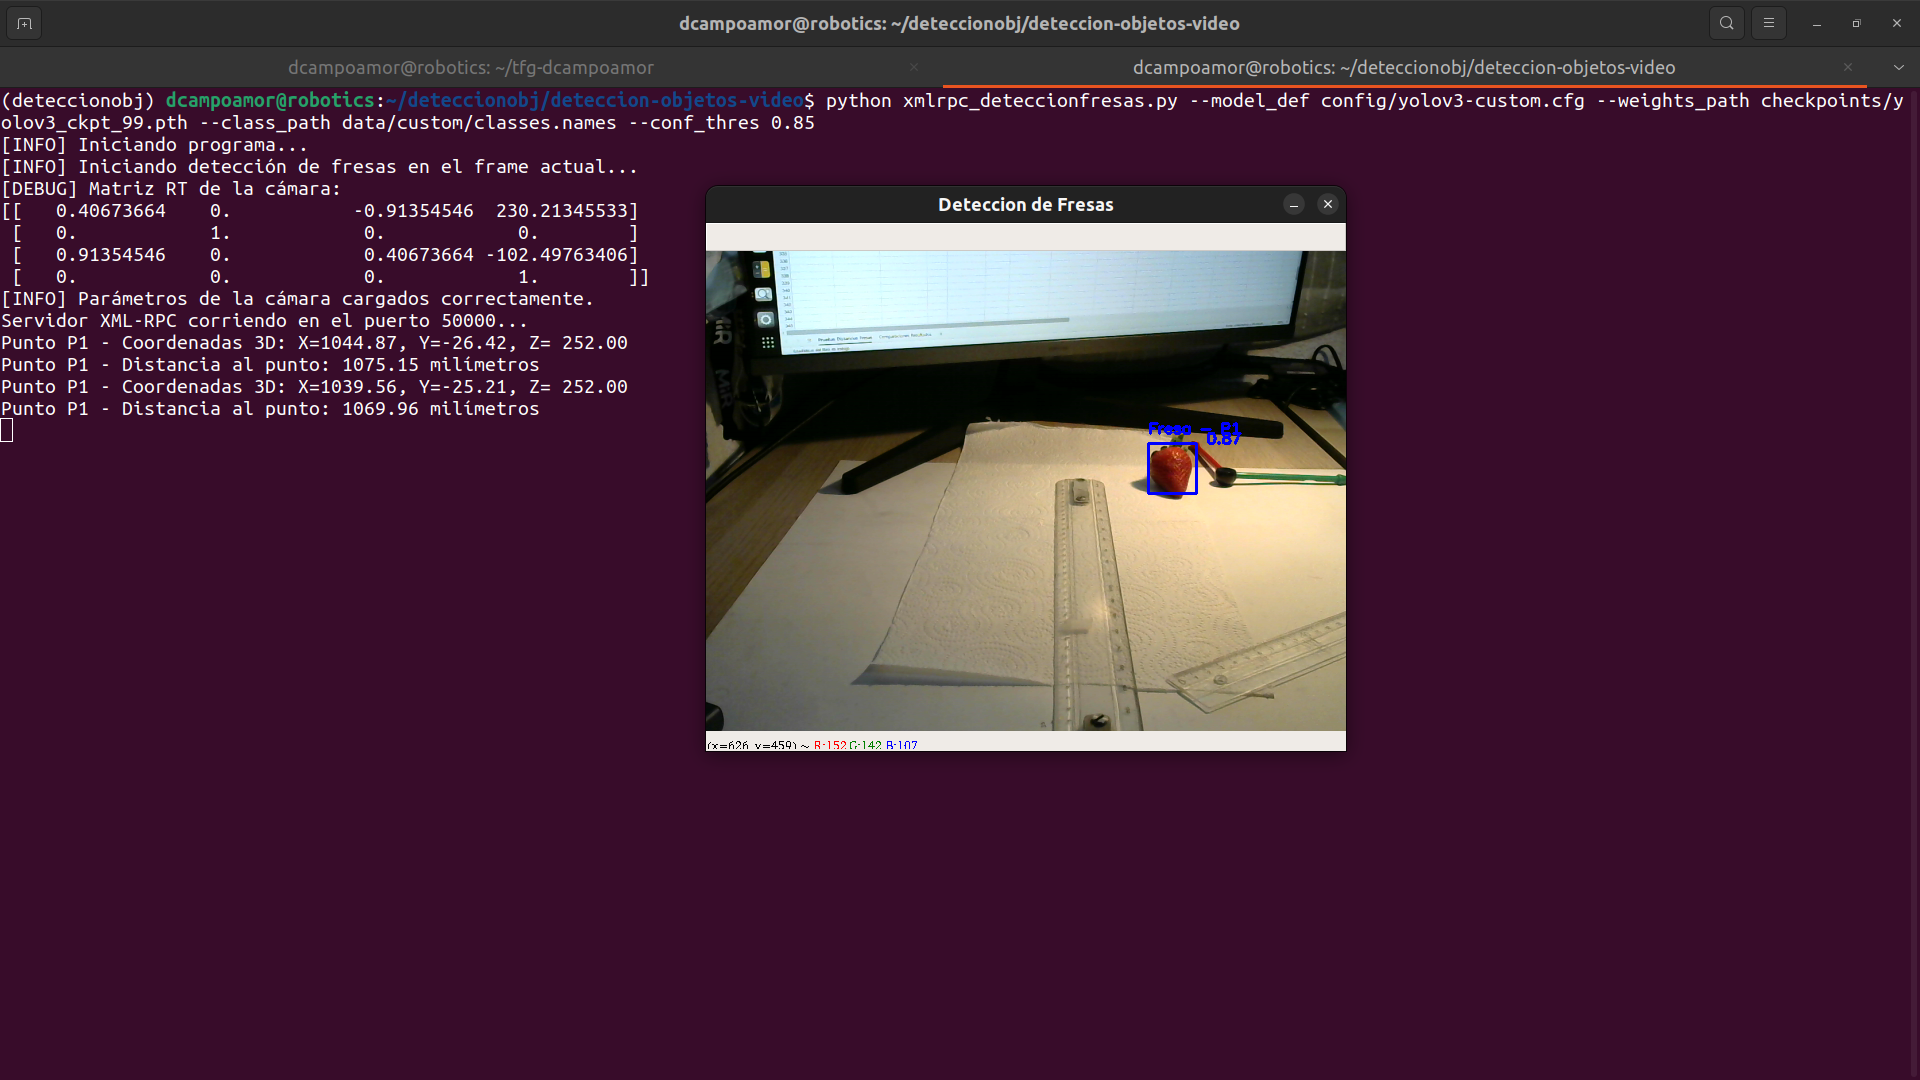 dcampoamor@robotics: ~/deteccionobj/deteccion-objetos-video
dcampoamor@robotics: ~/tfg-dcampoamor
dcampoamor@robotics: ~/deteccionobj/deteccion-objetos-video
(deteccionobj) dcampoamor@robotics:~/deteccionobj/deteccion-objetos-video$ python xmlrpc_deteccionfresas.py --model_def config/yolov3-custom.cfg --weights_path checkpoints/y
olov3_ckpt_99.pth --class_path data/custom/classes.names --conf_thres 0.85
[INFO] Iniciando programa...
[INFO] Iniciando detección de fresas en el frame actual...
[DEBUG] Matriz RT de la cámara:
[[ 0.40673664 0. -0.91354546 230.21345533]
[ 0. 1. 0. 0. ]
[ 0.91354546 0. 0.40673664 -102.49763406]
[ 0. 0. 0. 1. ]]
[INFO] Parámetros de la cámara cargados correctamente.
Servidor XML-RPC corriendo en el puerto 50000...
Punto P1 - Coordenadas 3D: X=1044.87, Y=-26.42, Z= 252.00
Punto P1 - Distancia al punto: 1075.15 milímetros
Punto P1 - Coordenadas 3D: X=1039.56, Y=-25.21, Z= 252.00
Punto P1 - Distancia al punto: 1069.96 milímetros
Deteccion de Fresas
MiR
Fresa - P1
0.87
(x=626, y=459) ~ R:152 G:142 B:107